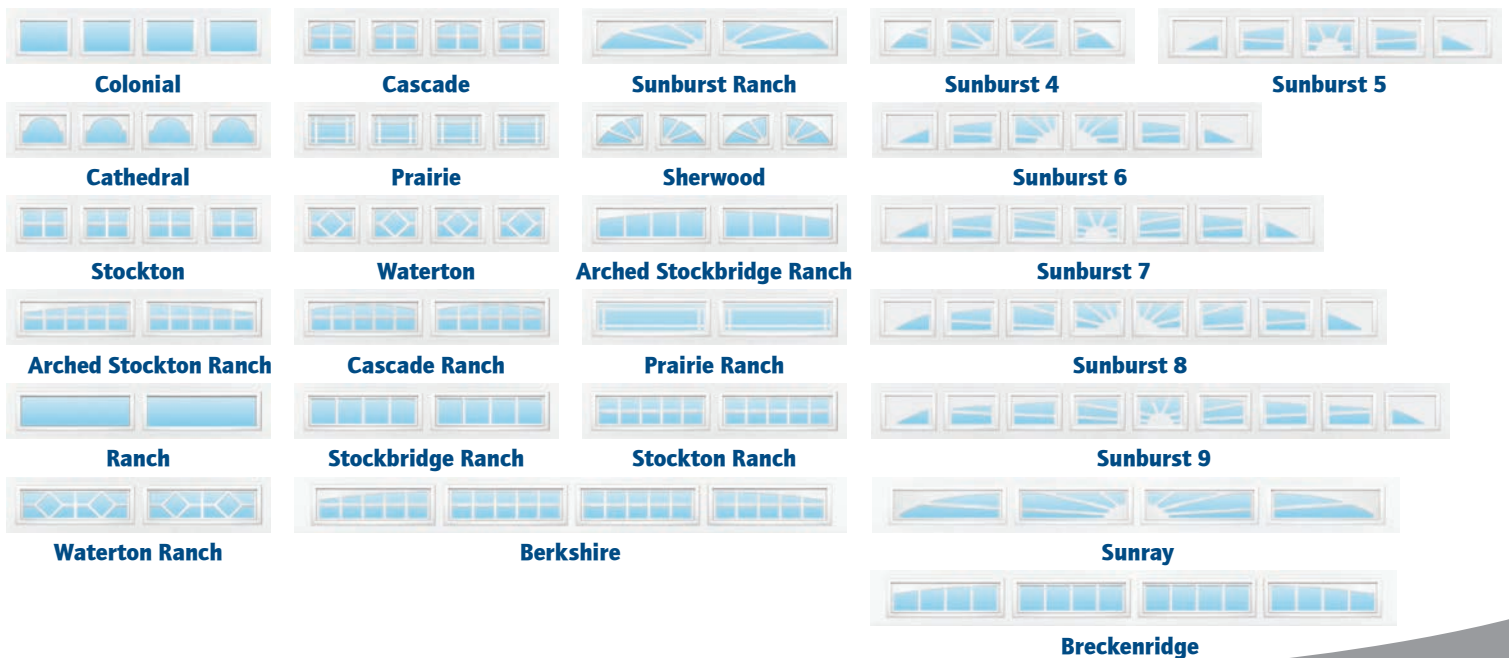 Colonial
Cascade
Sunburst Ranch
Sunburst 4
Sunburst 5
Cathedral
Prairie
Sherwood
Sunburst 6
Stockton
Waterton
Arched Stockbridge Ranch
Sunburst 7
Arched Stockton Ranch
Cascade Ranch
Prairie Ranch
Sunburst 8
Ranch
Stockbridge Ranch
Stockton Ranch
Sunburst 9
Waterton Ranch
Berkshire
Sunray
Breckenridge